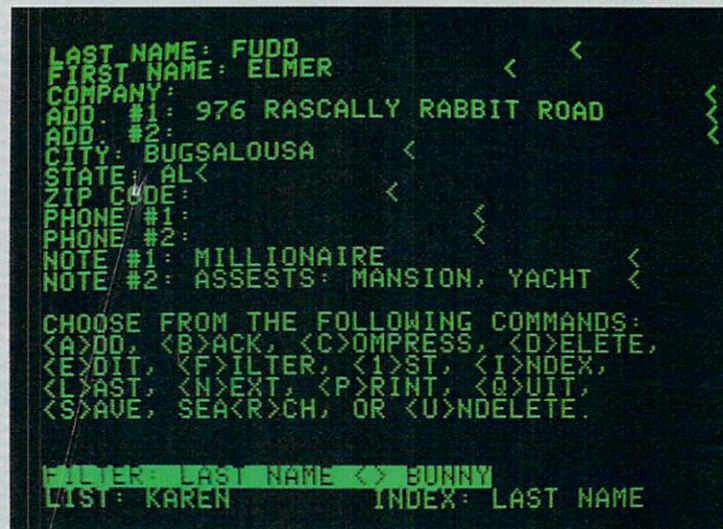 LAST NAME: FUDD <
FIRST NAME: ELMER <
COMPANY: <
ADD. #1: 976 RASCALLY RABBIT ROAD <
ADD. #2: <
CITY: BUGSALOUSA <
STATE: AL<
ZIP CODE: <
PHONE #1: <
PHONE #2: <
NOTE #1: MILLIONAIRE <
NOTE #2: ASSESTS: MANSION, YACHT <
CHOOSE FROM THE FOLLOWING COMMANDS:
<A>DD, <B>ACK, <C>OMPRESS, <D>ELETE,
<E>DIT, <F>ILTER, <1>ST, <I>NDEX,
<L>AST, <N>EXT, <P>RINT, <Q>UIT,
<S>AVE, SEA<R>CH, OR <U>NDELETE.
FILTER: LAST NAME <> BUNNY
LIST: KAREN INDEX: LAST NAME